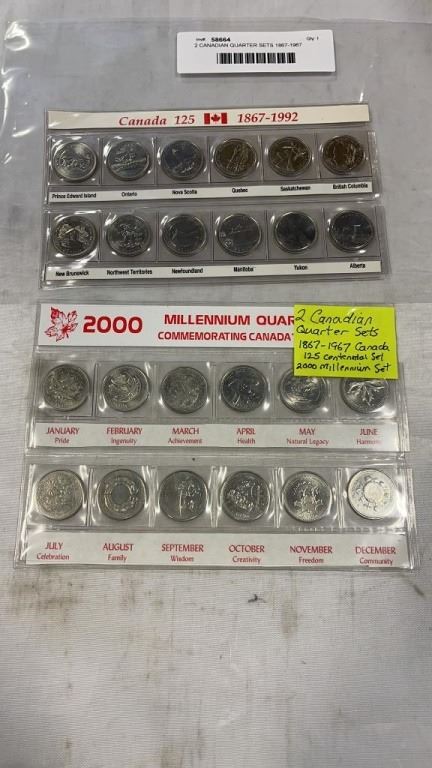 Inv#: 58664 Qty: 1
2 CANADIAN QUARTER SETS 1867-1967
Canada 125 1867-1992
Prince Edward Island Ontario Nova Scotia Quebec Saskatchewan British Columbia
New Brunswick Northwest Territories Newfoundland Manitoba Yukon Alberta
2000 MILLENNIUM QUAR
COMMEMORATING CANADA'
2 Canadian
Quarter Sets
1867-1967 Canada
125 Centenatal Set
2000 Millennium Set
JANUARY FEBRUARY MARCH APRIL MAY JUNE
Pride Ingenuity Achievement Health Natural Legacy Harmony
JULY AUGUST SEPTEMBER OCTOBER NOVEMBER DECEMBER
Celebration Family Wisdom Creativity Freedom Community